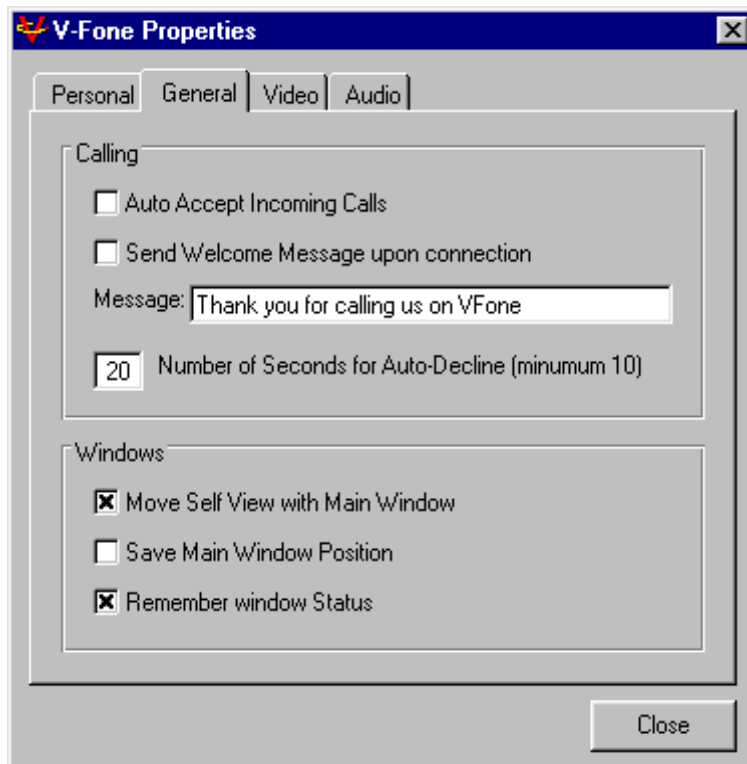 V-Fone Properties
Personal General Video Audio
Calling
Auto Accept Incoming Calls
Send Welcome Message upon connection
Message: Thank you for calling us on VFone
20 Number of Seconds for Auto-Decline (minumum 10)
Windows
Move Self View with Main Window
Save Main Window Position
Remember window Status
Close